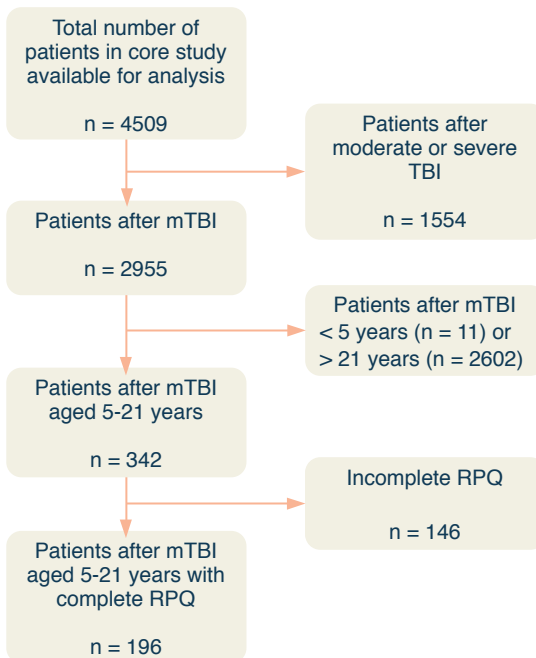 Total number of
patients in core study
available for analysis
n = 4509
Patients after
moderate or severe
TBI
n = 1554
Patients after mTBI
n = 2955
Patients after mTBI
< 5 years (n = 11) or
> 21 years (n = 2602)
Patients after mTBI
aged 5-21 years
n = 342
Incomplete RPQ
n = 146
Patients after mTBI
aged 5-21 years with
complete RPQ
n = 196